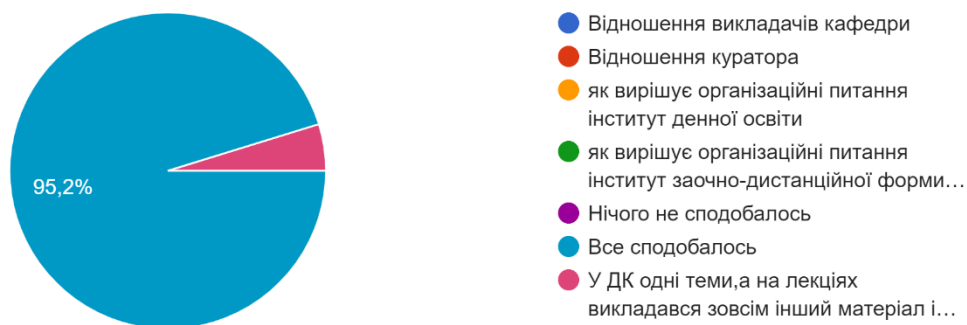 95,2%
Відношення викладачів кафедри
Відношення куратора
як вирішує організаційні питання
інститут денної освіти
як вирішує організаційні питання
інститут заочно-дистанційної форми…
Нічого не сподобалось
Все сподобалось
У ДК одні теми,а на лекціях
викладався зовсім інший матеріал і…